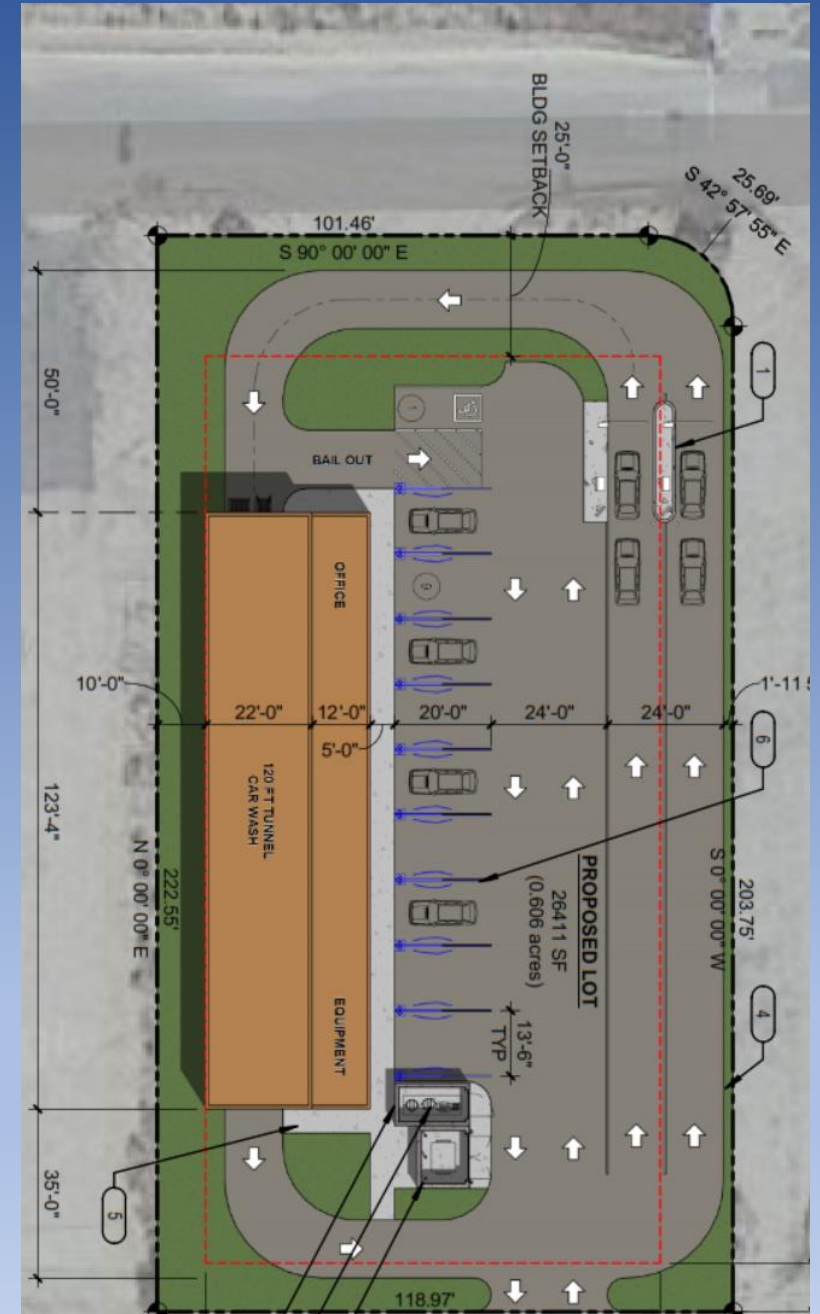 25'-0"
BLDG SETBACK
25.69'
S 42° 57' 55" E
101.46'
S 90° 00' 00" E
1
50'-0"
BAIL OUT
OFFICE
10'-0"
22'-0"
12'-0"
5'-0"
20'-0"
24'-0"
24'-0"
1'-11
6
120 FT TUNNEL
CAR WASH
123'-4"
N 0° 00' 00" E
222.55'
PROPOSED LOT
26411 SF
(0.606 acres)
S 0° 00' 00" W
203.75'
4
EQUIPMENT
13'-6"
TYP
5
35'-0"
118.97'